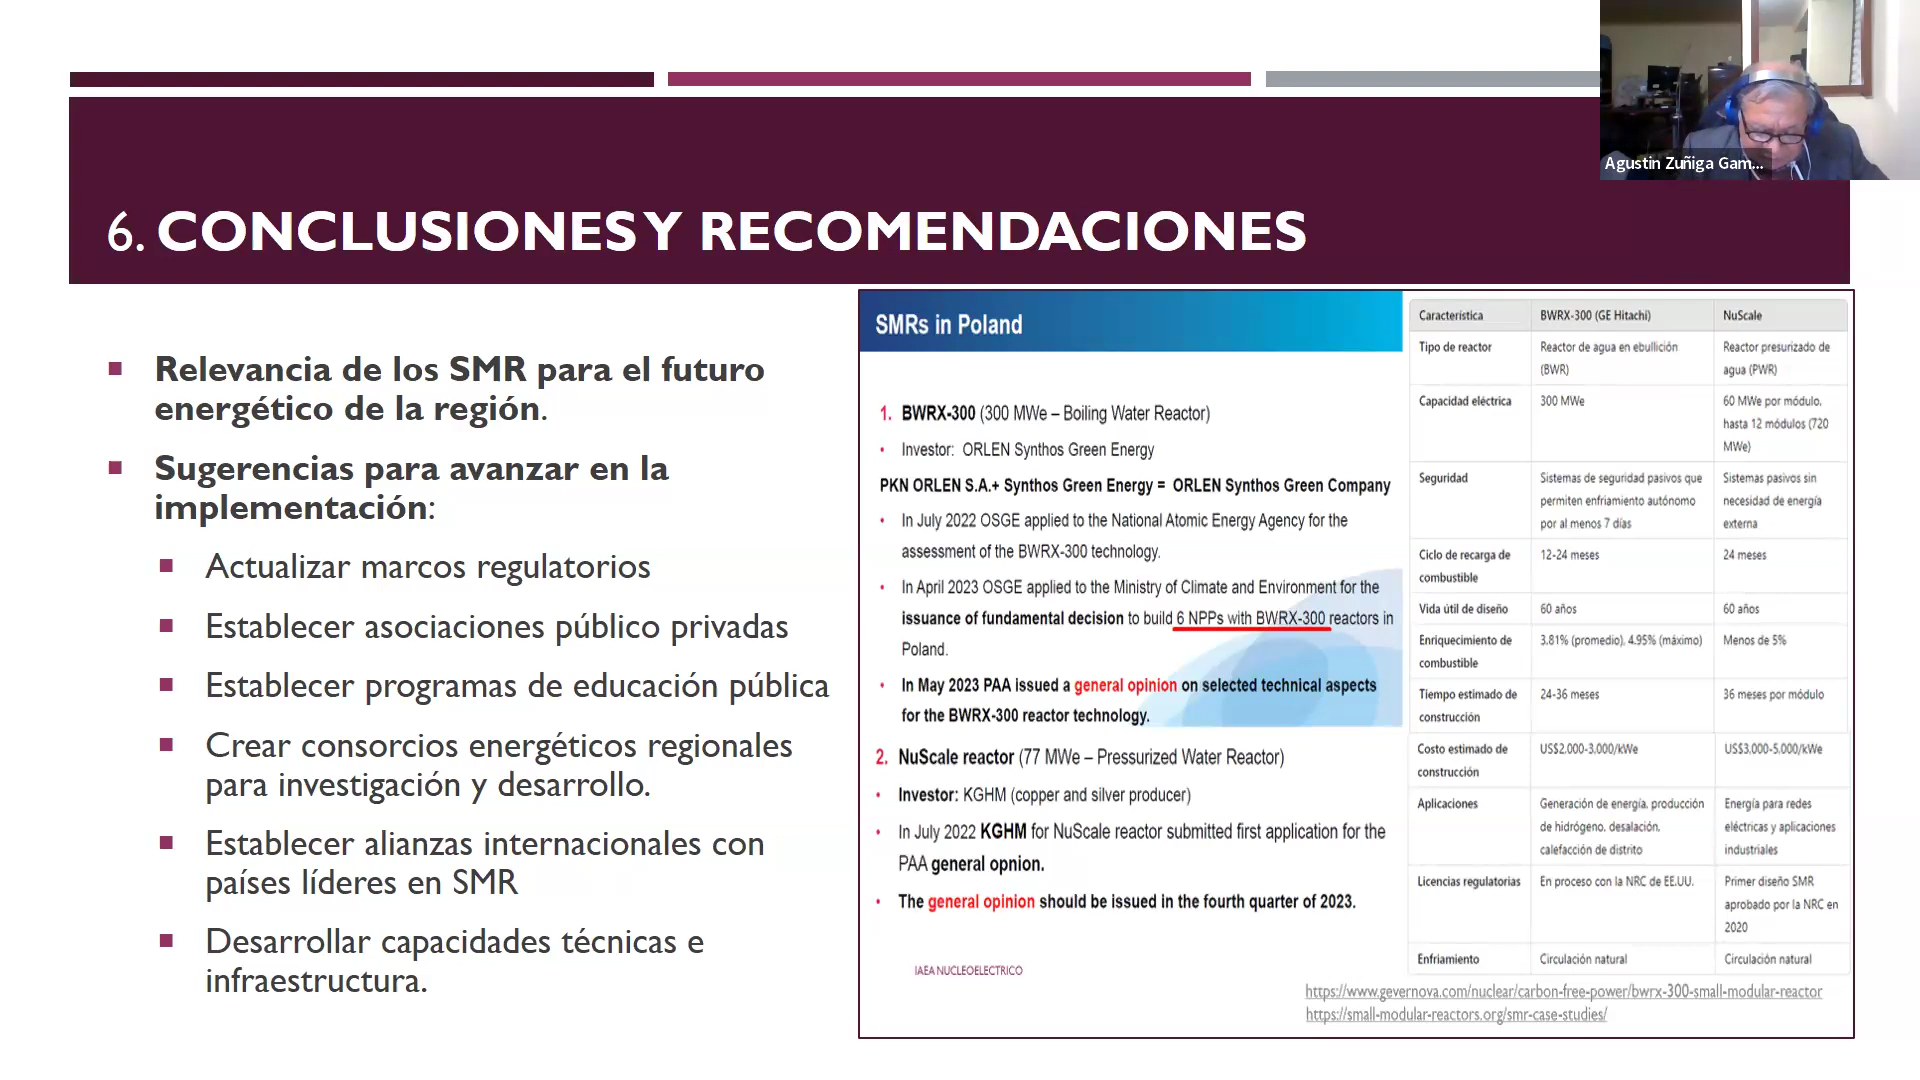 Agustin Zuñiga Gam...
6. CONCLUSIONES Y RECOMENDACIONES
Relevancia de los SMR para el futuro
energético de la región.
Sugerencias para avanzar en la
implementación:
Actualizar marcos regulatorios
Establecer asociaciones público privadas
Establecer programas de educación pública
Crear consorcios energéticos regionales
para investigación y desarrollo.
Establecer alianzas internacionales con
países líderes en SMR
Desarrollar capacidades técnicas e
infraestructura.
SMRs in Poland
1. BWRX-300 (300 MWe – Boiling Water Reactor)
• Investor: ORLEN Synthos Green Energy
PKN ORLEN S.A.+ Synthos Green Energy = ORLEN Synthos Green Company
• In July 2022 OSGE applied to the National Atomic Energy Agency for the
assessment of the BWRX-300 technology.
• In April 2023 OSGE applied to the Ministry of Climate and Environment for the
issuance of fundamental decision to build 6 NPPs with BWRX-300 reactors in
Poland.
• In May 2023 PAA issued a general opinion on selected technical aspects
for the BWRX-300 reactor technology.
2. NuScale reactor (77 MWe – Pressurized Water Reactor)
• Investor: KGHM (copper and silver producer)
• In July 2022 KGHM for NuScale reactor submitted first application for the
PAA general opnion.
• The general opinion should be issued in the fourth quarter of 2023.
IAEA NUCLEOELECTRICO
Característica BWRX-300 (GE Hitachi) NuScale
Tipo de reactor Reactor de agua en ebullición Reactor presurizado de
(BWR) agua (PWR)
Capacidad eléctrica 300 MWe 60 MWe por módulo,
hasta 12 módulos (720
MWe)
Seguridad Sistemas de seguridad pasivos que Sistemas pasivos sin
permiten enfriamiento autónomo necesidad de energía
por al menos 7 días externa
Ciclo de recarga de 12-24 meses 24 meses
combustible
Vida útil de diseño 60 años 60 años
Enriquecimiento de 3.81% (promedio), 4.95% (máximo) Menos de 5%
combustible
Tiempo estimado de 24-36 meses 36 meses por módulo
construcción
Costo estimado de US$2.000-3.000/kWe US$3.000-5.000/kWe
construcción
Aplicaciones Generación de energía, producción Energía para redes
de hidrógeno, desalación, eléctricas y aplicaciones
calefacción de distrito industriales
Licencias regulatorias En proceso con la NRC de EE.UU. Primer diseño SMR
aprobado por la NRC en
2020
Enfriamiento Circulación natural Circulación natural
https://www.gevernova.com/nuclear/carbon-free-power/bwrx-300-small-modular-reactor
https://small-modular-reactors.org/smr-case-studies/